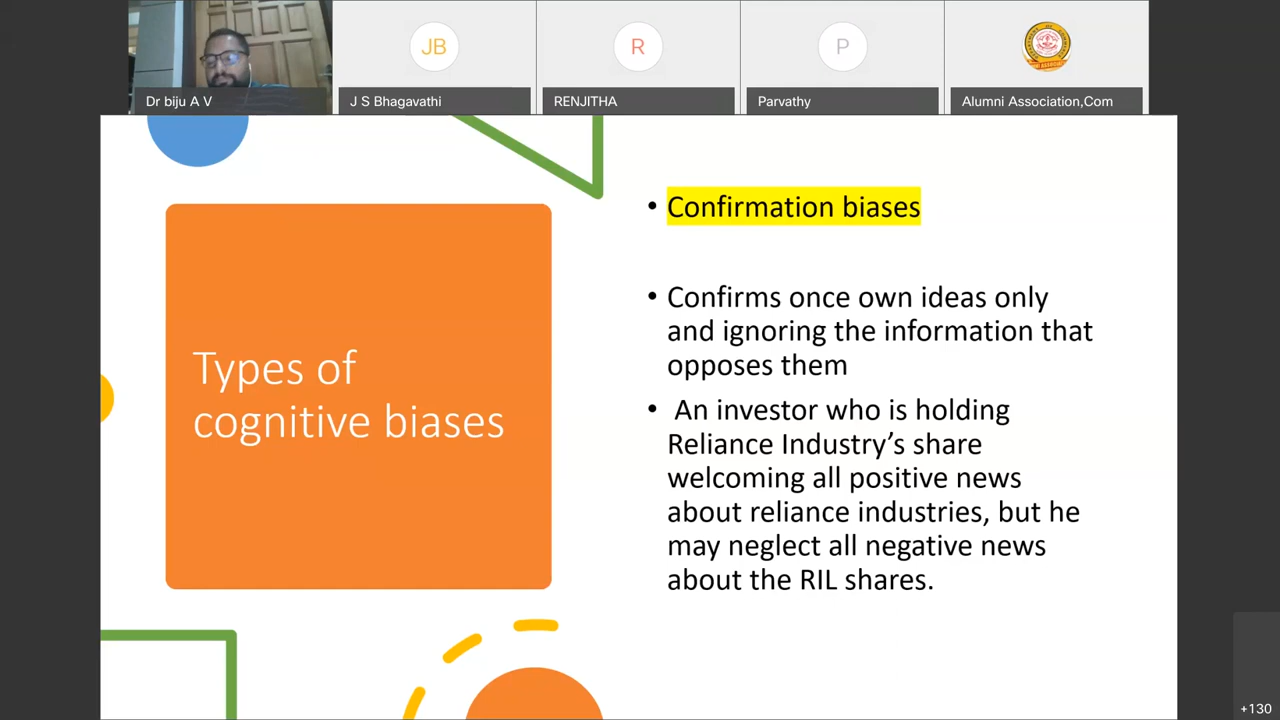 JB
R
P
Dr biju A V
J S Bhagavathi
RENJITHA
Parvathy
Alumni Association,Com
• Confirmation biases
• Confirms once own ideas only
and ignoring the information that
opposes them
• An investor who is holding
Reliance Industry's share
welcoming all positive news
about reliance industries, but he
may neglect all negative news
about the RIL shares.
Types of
cognitive biases
+130